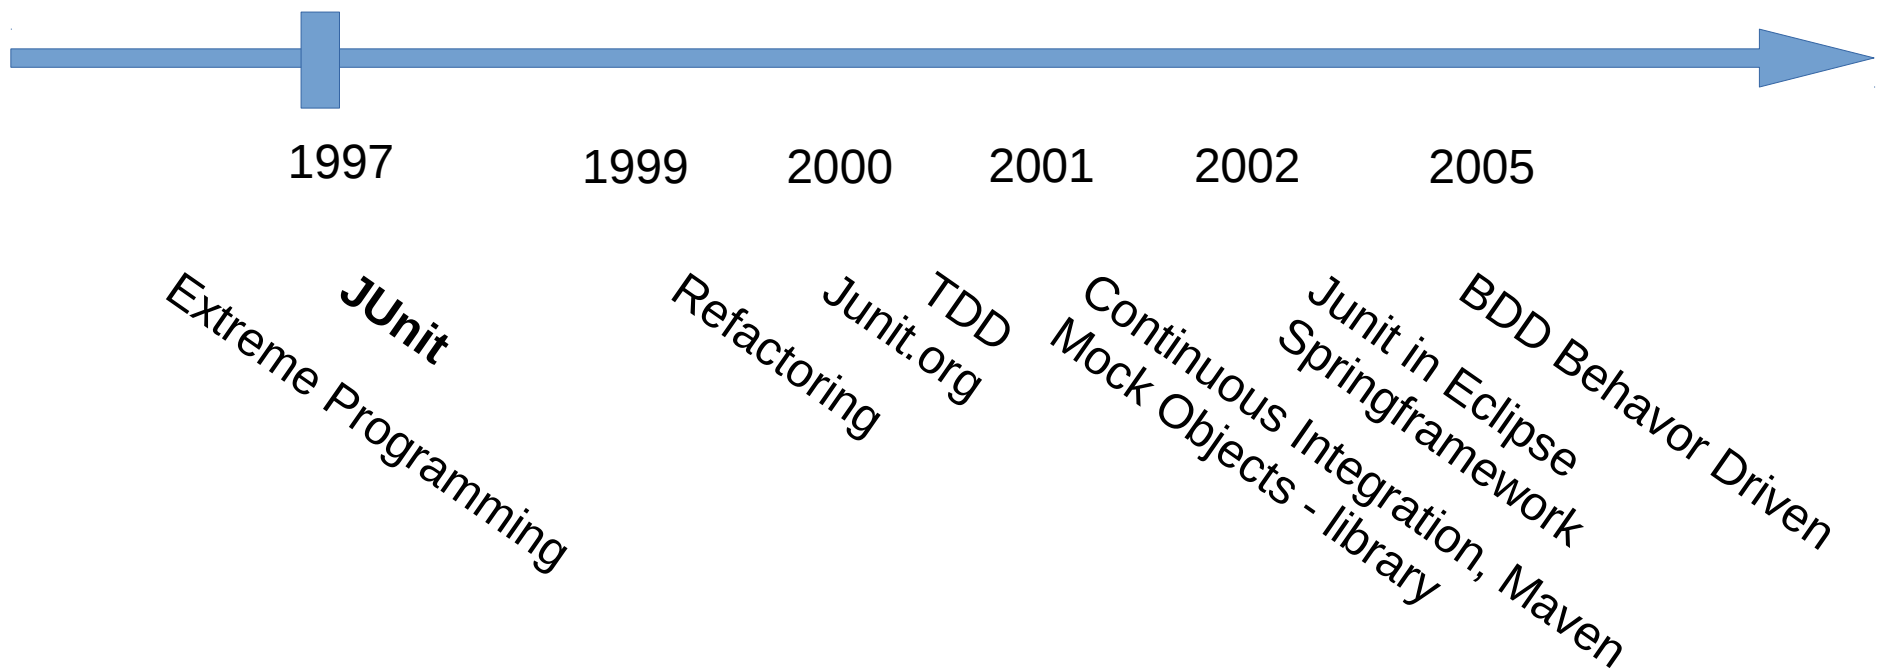 1997
1999
2000
2001
2002
2005
Extreme Programming
JUnit
Refactoring
Junit.org
TDD
Continuous Integration, Maven
Mock Objects - library
Junit in Eclipse
Springframework
BDD Behavor Driven